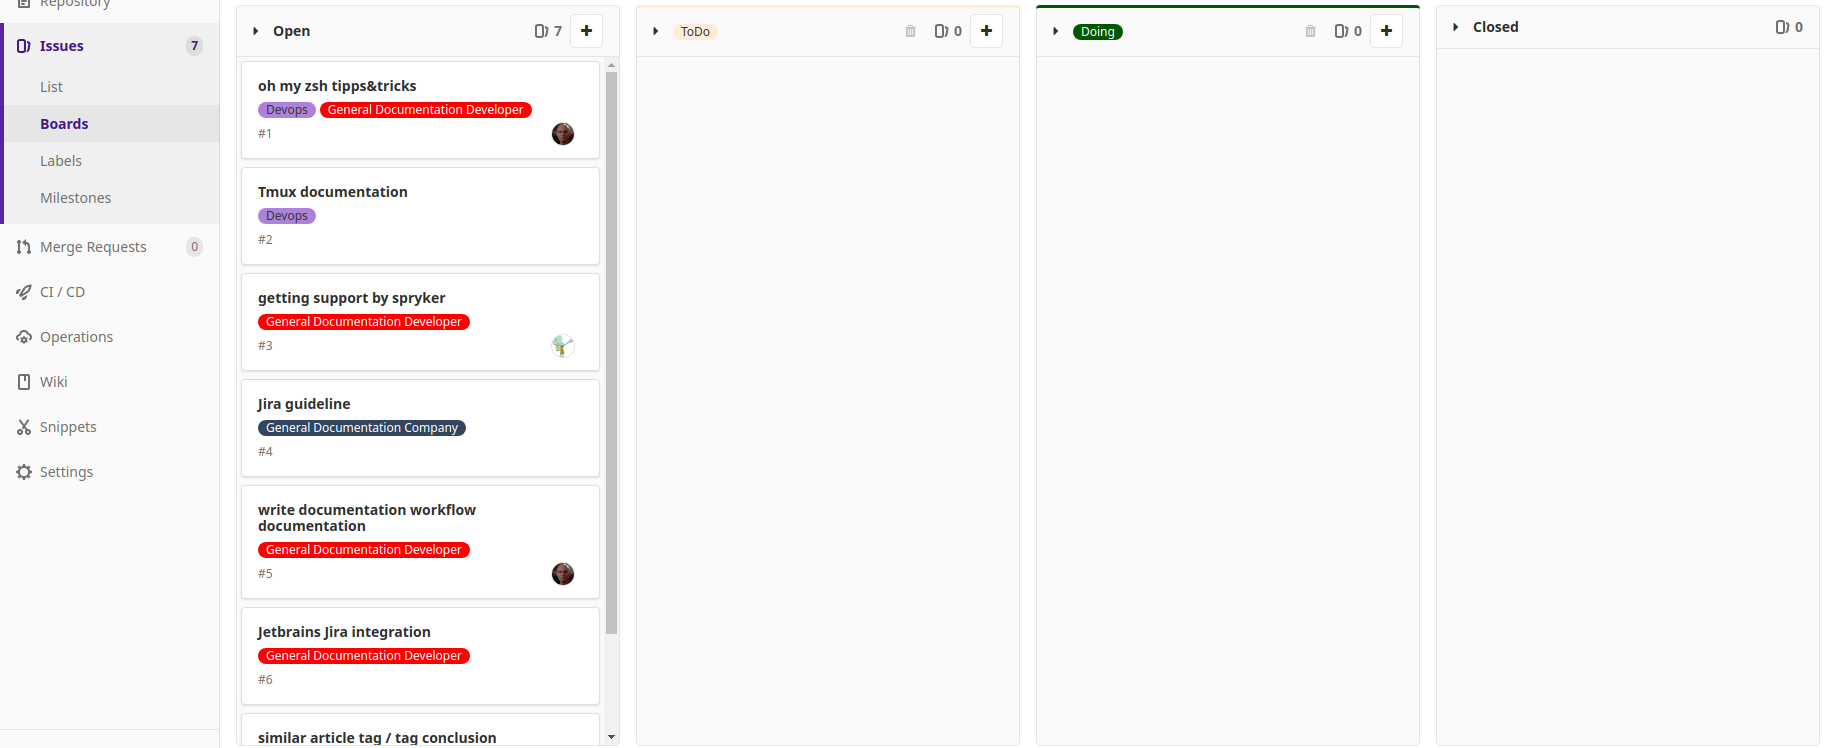 Repository
Issues 7
List
Boards
Labels
Milestones
Merge Requests 0
CI / CD
Operations
Wiki
Snippets
Settings
Open 7
oh my zsh tipps&tricks
Devops General Documentation Developer
#1
Tmux documentation
Devops
#2
getting support by spryker
General Documentation Developer
#3
Jira guideline
General Documentation Company
#4
write documentation workflow
documentation
General Documentation Developer
#5
Jetbrains Jira integration
General Documentation Developer
#6
similar article tag / tag conclusion
ToDo 0
Doing 0
Closed 0